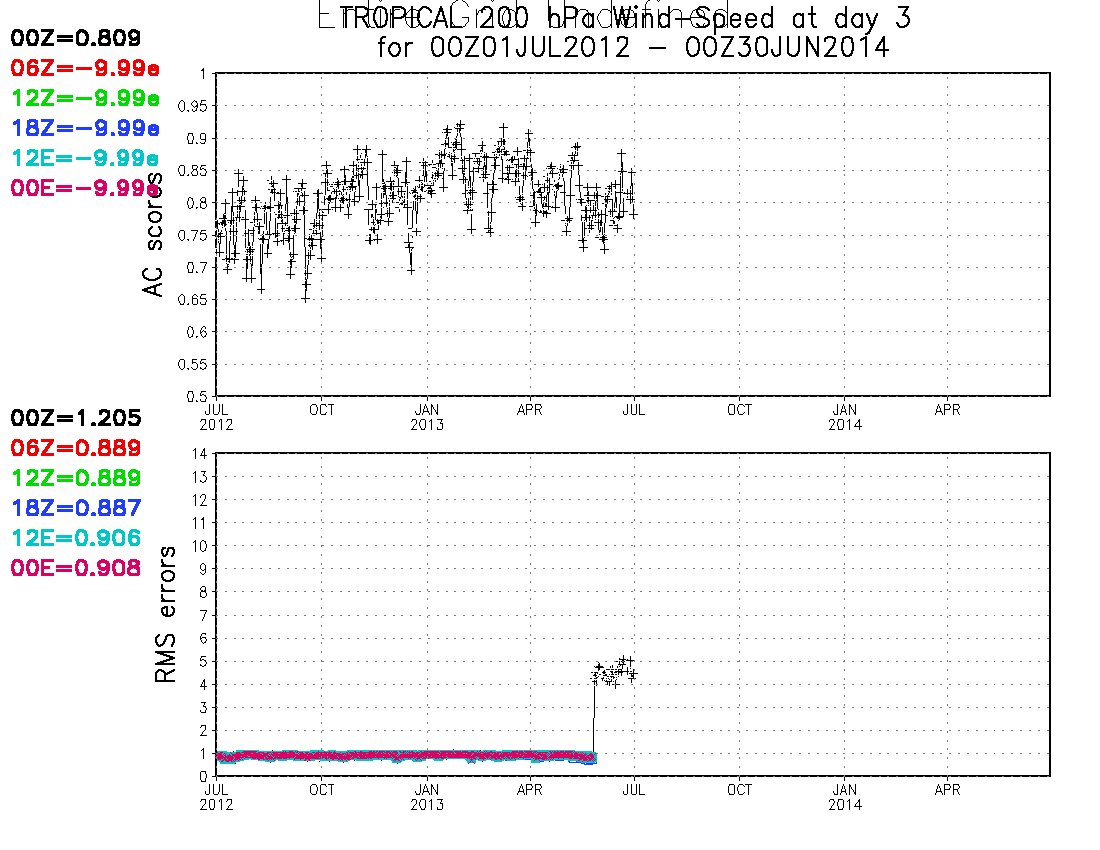 Entire Grid Undefined
TROPICAL 200 hPa Wind-Speed at day 3
for 00Z01JUL2012 – 00Z30JUN2014
00Z=0.809
06Z=-9.99e
12Z=-9.99e
18Z=-9.99e
12E=-9.99e
00E=-9.99e
AC scores
1
0.95
0.9
0.85
0.8
0.75
0.7
0.65
0.6
0.55
0.5
JUL OCT JAN APR JUL OCT JAN APR
2012 2013 2014
00Z=1.205
06Z=0.889
12Z=0.889
18Z=0.887
12E=0.906
00E=0.908
RMS errors
14
13
12
11
10
9
8
7
6
5
4
3
2
1
0
JUL OCT JAN APR JUL OCT JAN APR
2012 2013 2014